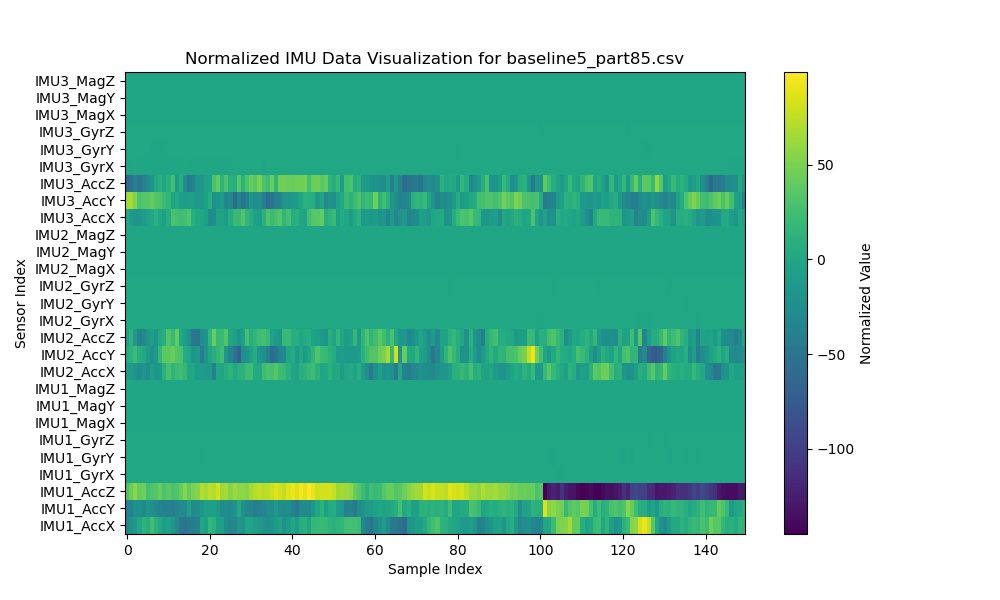 Normalized IMU Data Visualization for baseline5_part85.csv
IMU3_MagZ
IMU3_MagY
IMU3_MagX
IMU3_GyrZ
IMU3_GyrY
IMU3_GyrX
IMU3_AccZ
IMU3_AccY
IMU3_AccX
IMU2_MagZ
IMU2_MagY
IMU2_MagX
IMU2_GyrZ
IMU2_GyrY
IMU2_GyrX
IMU2_AccZ
IMU2_AccY
IMU2_AccX
IMU1_MagZ
IMU1_MagY
IMU1_MagX
IMU1_GyrZ
IMU1_GyrY
IMU1_GyrX
IMU1_AccZ
IMU1_AccY
IMU1_AccX
Sensor Index
0 20 40 60 80 100 120 140
Sample Index
50
0
−50
−100
Normalized Value